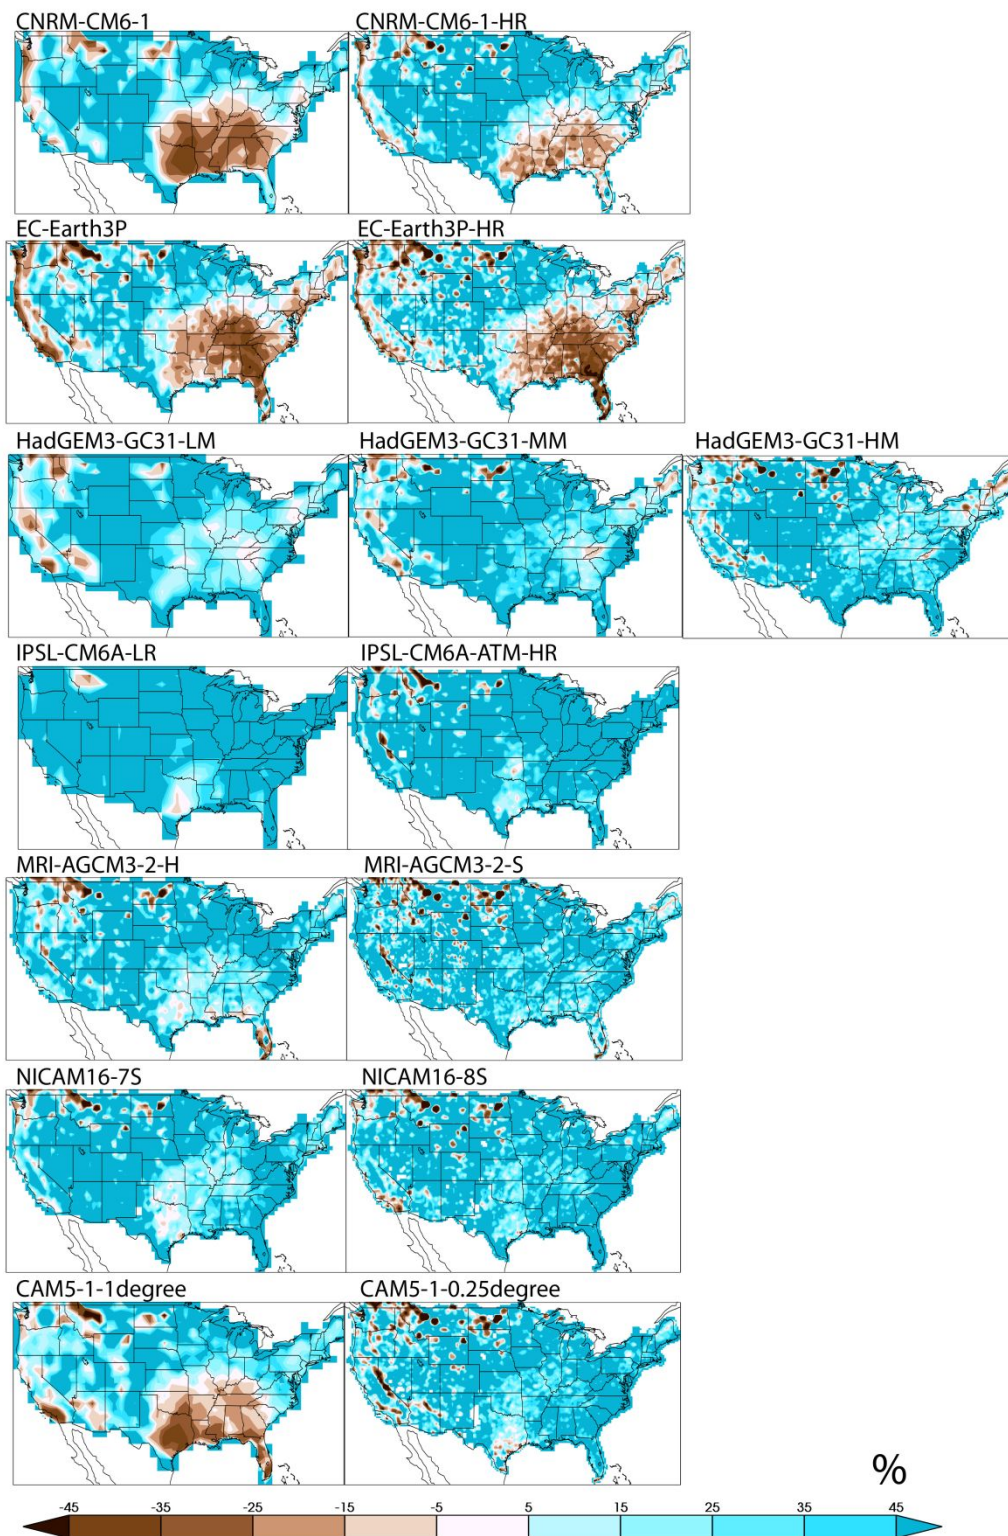 CNRM-CM6-1 CNRM-CM6-1-HR
EC-Earth3P EC-Earth3P-HR
HadGEM3-GC31-LM HadGEM3-GC31-MM HadGEM3-GC31-HM
IPSL-CM6A-LR IPSL-CM6A-ATM-HR
MRI-AGCM3-2-H MRI-AGCM3-2-S
NICAM16-7S NICAM16-8S
CAM5-1-1degree CAM5-1-0.25degree
%
-45 -35 -25 -15 -5 5 15 25 35 45